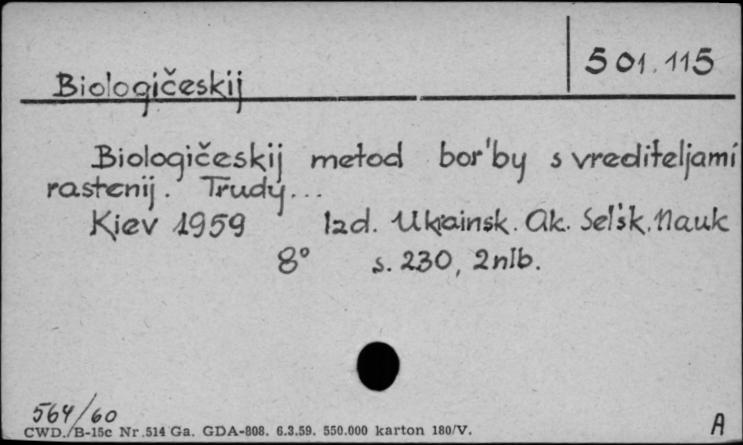 501.115
Biologičeskij
Biologičeskij metod bor'by s vrediteljami
rastenij. Trudy...
Kiev 1959 Izd. Ukrainsk. Ak. Sel'sk. Nauk
8° s. 230, 2nlb.
564/60
CWD./B-15c Nr.514 Ga. GDA-808. 6.3.59. 550.000 karton 180/V.
A